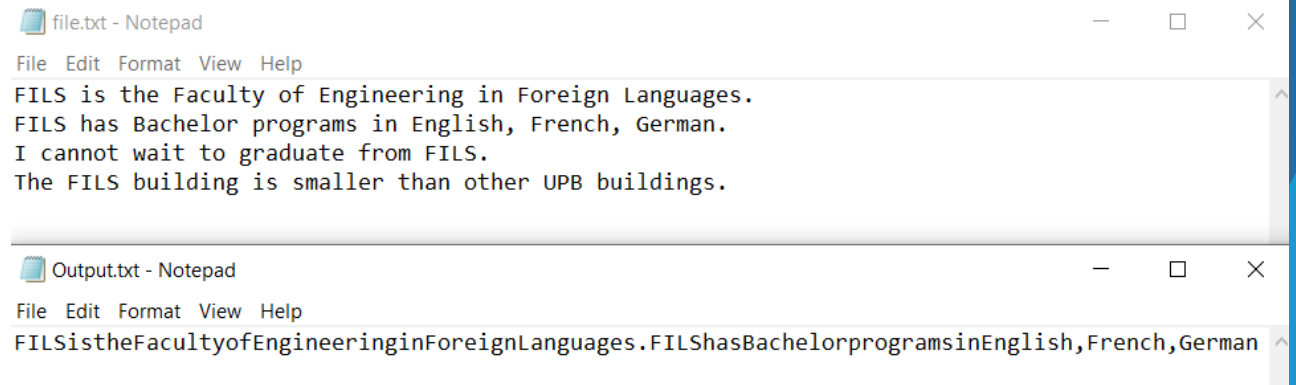 file.txt - Notepad
File Edit Format View Help
FILS is the Faculty of Engineering in Foreign Languages.
FILS has Bachelor programs in English, French, German.
I cannot wait to graduate from FILS.
The FILS building is smaller than other UPB buildings.
Output.txt - Notepad
File Edit Format View Help
FILSistheFacultyofEngineeringinForeignLanguages.FILShasBachelorprogramsinEnglish,French,German